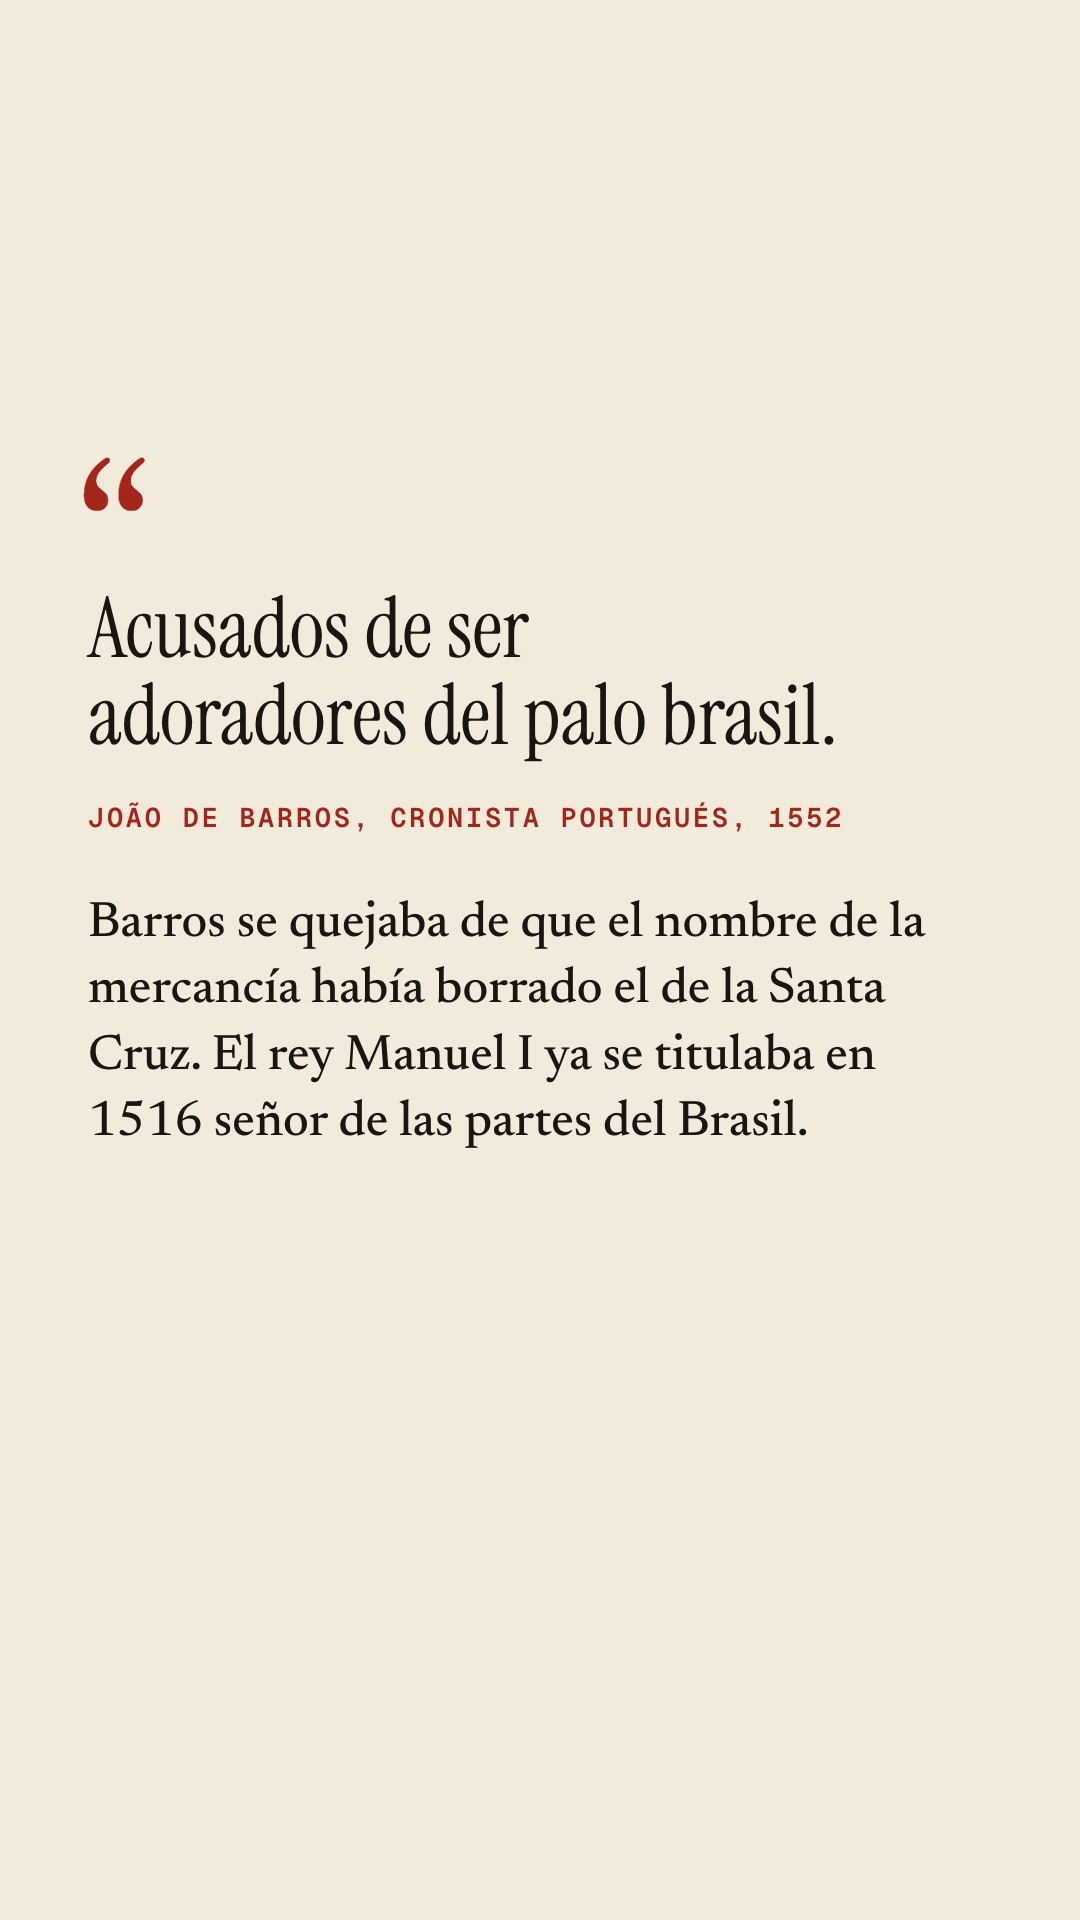 “
Acusados de ser
adoradores del palo brasil.
JOÃO DE BARROS, CRONISTA PORTUGUÉS, 1552
Barros se quejaba de que el nombre de la
mercancía había borrado el de la Santa
Cruz. El rey Manuel I ya se titulaba en
1516 señor de las partes del Brasil.